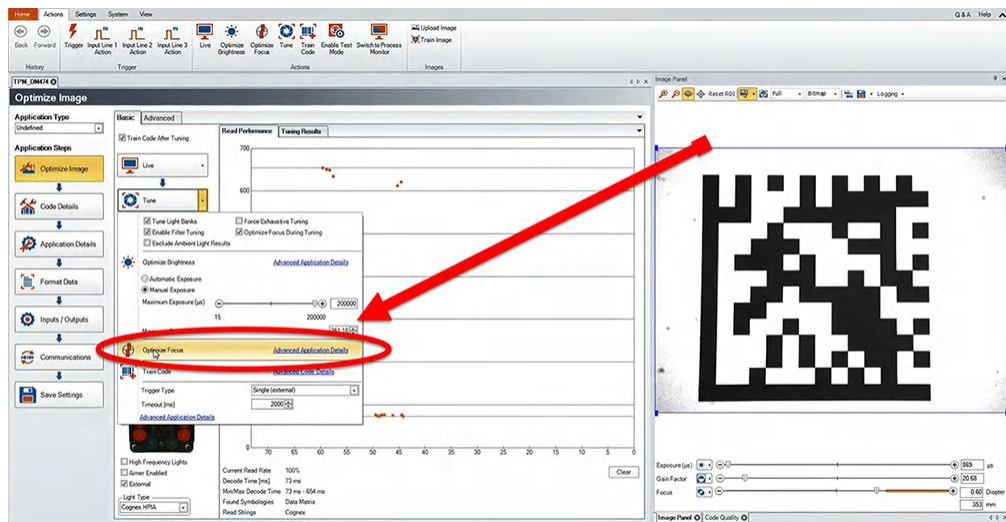 Home Actions Settings System View Q & A Help
Back Forward Trigger Input Line 1 Action Input Line 2 Action Input Line 3 Action Live Optimize Brightness Optimize Focus Tune Train Code Enable Test Mode Switch to Process Monitor Upload Image
Train Image
History Trigger Actions Images
TPM_DM474
Image Panel
Optimize Image
Reset ROI Full Bitmap Logging
Application Type
Undefined
Application Steps
Optimize Image
Code Details
Application Details
Format Data
Inputs / Outputs
Communications
Save Settings
Basic Advanced
Train Code After Tuning
Live
Tune
Read Performance Tuning Results
700
600
Tune Light Banks Force Exhaustive Tuning
Enable Filter Tuning Optimize Focus During Tuning
Exclude Ambient Light Results
Optimize Brightness Advanced Application Details
Automatic Exposure
Manual Exposure
Maximum Exposure (µs) 200000
15 200000
Optimize Focus Advanced Application Details
Train Code Advanced Code Details
Trigger Type Single (external)
Timeout [ms] 2000
Advanced Application Details
0
70 65 60 55 50 45 40 35 30 25 20 15 10 5 0
High Frequency Lights
Aimer Enabled
External
Light Type
Cognex HPIA
Current Read Rate 100%
Decode Time [ms] 73 ms
Min/Max Decode Time 73 ms - 654 ms
Found Symbologies Data Matrix
Read Strings Cognex
Clear
Exposure (µs) 869 µs
Gain Factor 20.68
Focus 0.60 Diopter
353 mm
Image Panel Code Quality